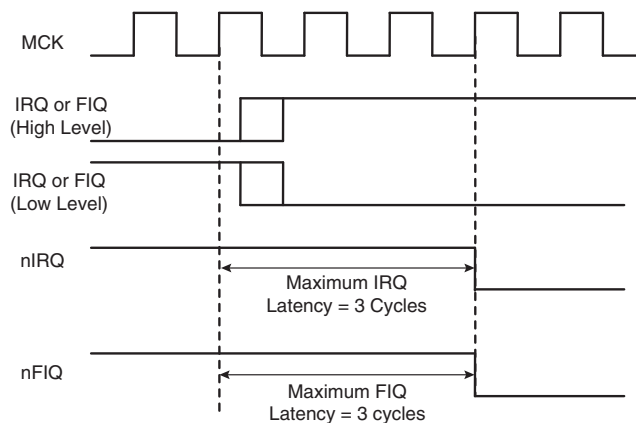 MCK
IRQ or FIQ
(High Level)
IRQ or FIQ
(Low Level)
nIRQ
Maximum IRQ
Latency = 3 Cycles
nFIQ
Maximum FIQ
Latency = 3 cycles